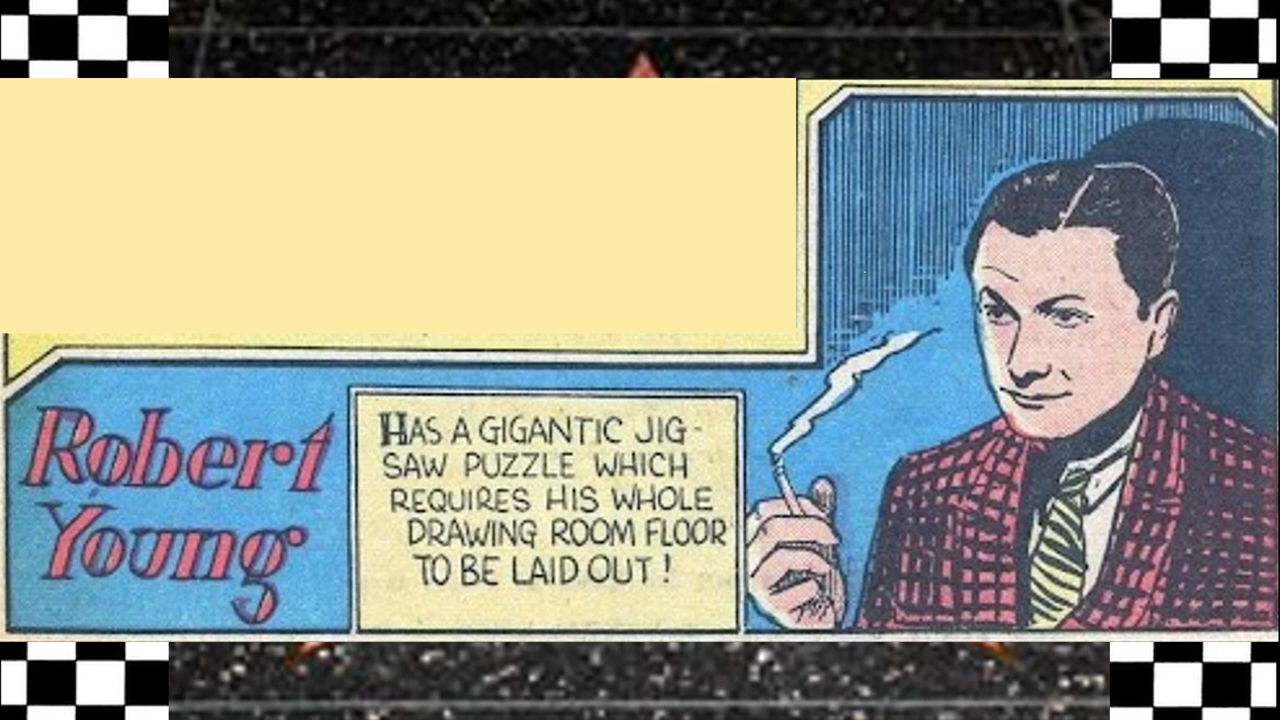 Robert
Young
HAS A GIGANTIC JIG-
SAW PUZZLE WHICH
REQUIRES HIS WHOLE
DRAWING ROOM FLOOR
TO BE LAID OUT!